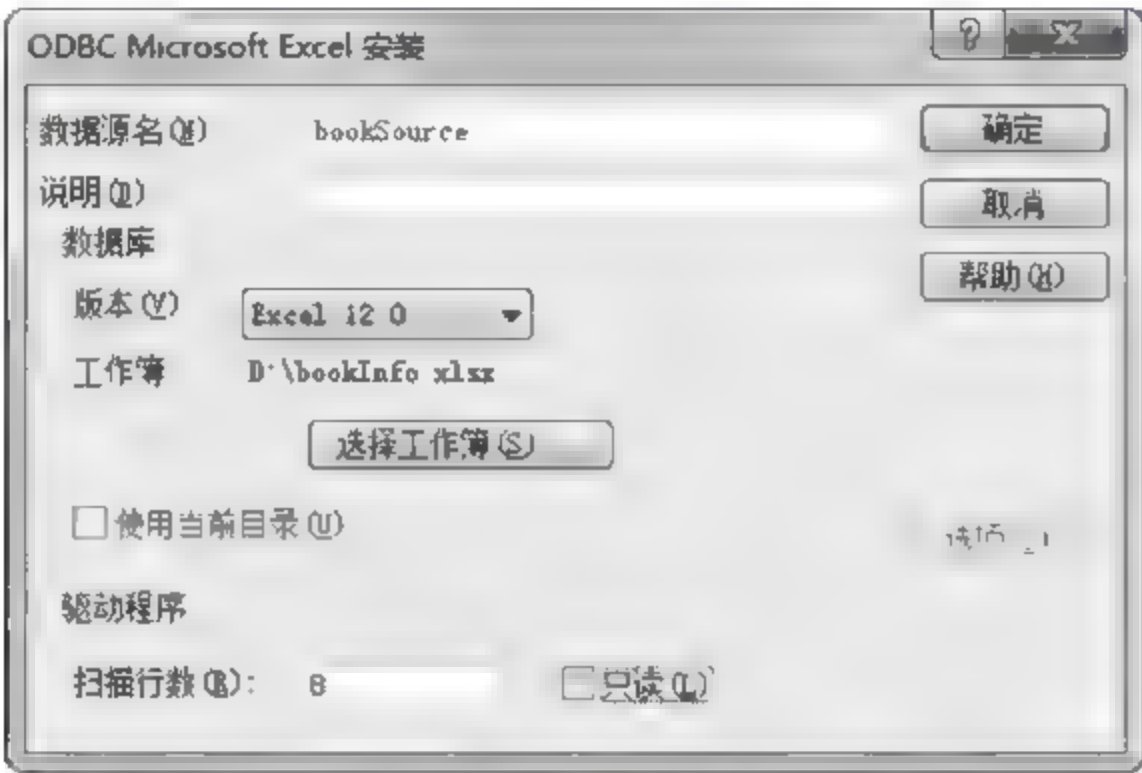 ODBC Microsoft Excel 安装
数据源名(N) bookSource 确定
说明(D) 取消
数据库
帮助(H)
版本(V) Excel 12 0
工作簿 D:\bookInfo xlsx
选择工作簿(S)
使用当前目录(U)
驱动程序
扫描行数(R): 8 只读(L)